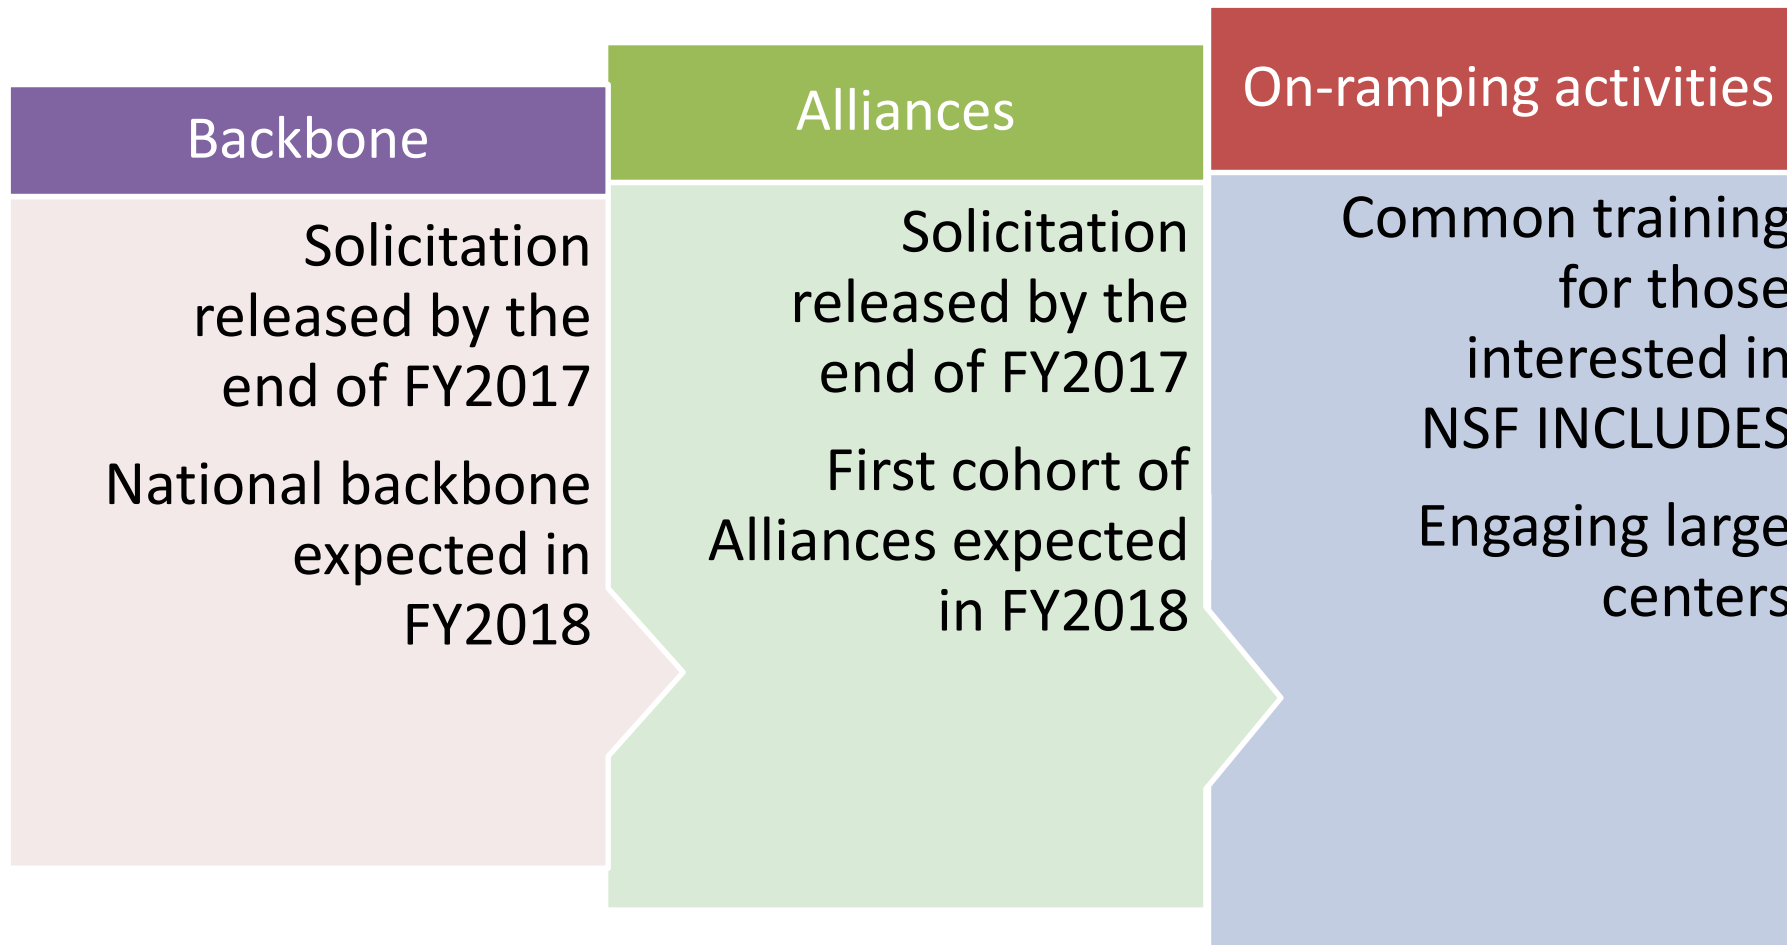 Backbone
Solicitation
released by the
end of FY2017
National backbone
expected in
FY2018
Alliances
Solicitation
released by the
end of FY2017
First cohort of
Alliances expected
in FY2018
On-ramping activities
Common training
for those
interested in
NSF INCLUDES
Engaging large
centers